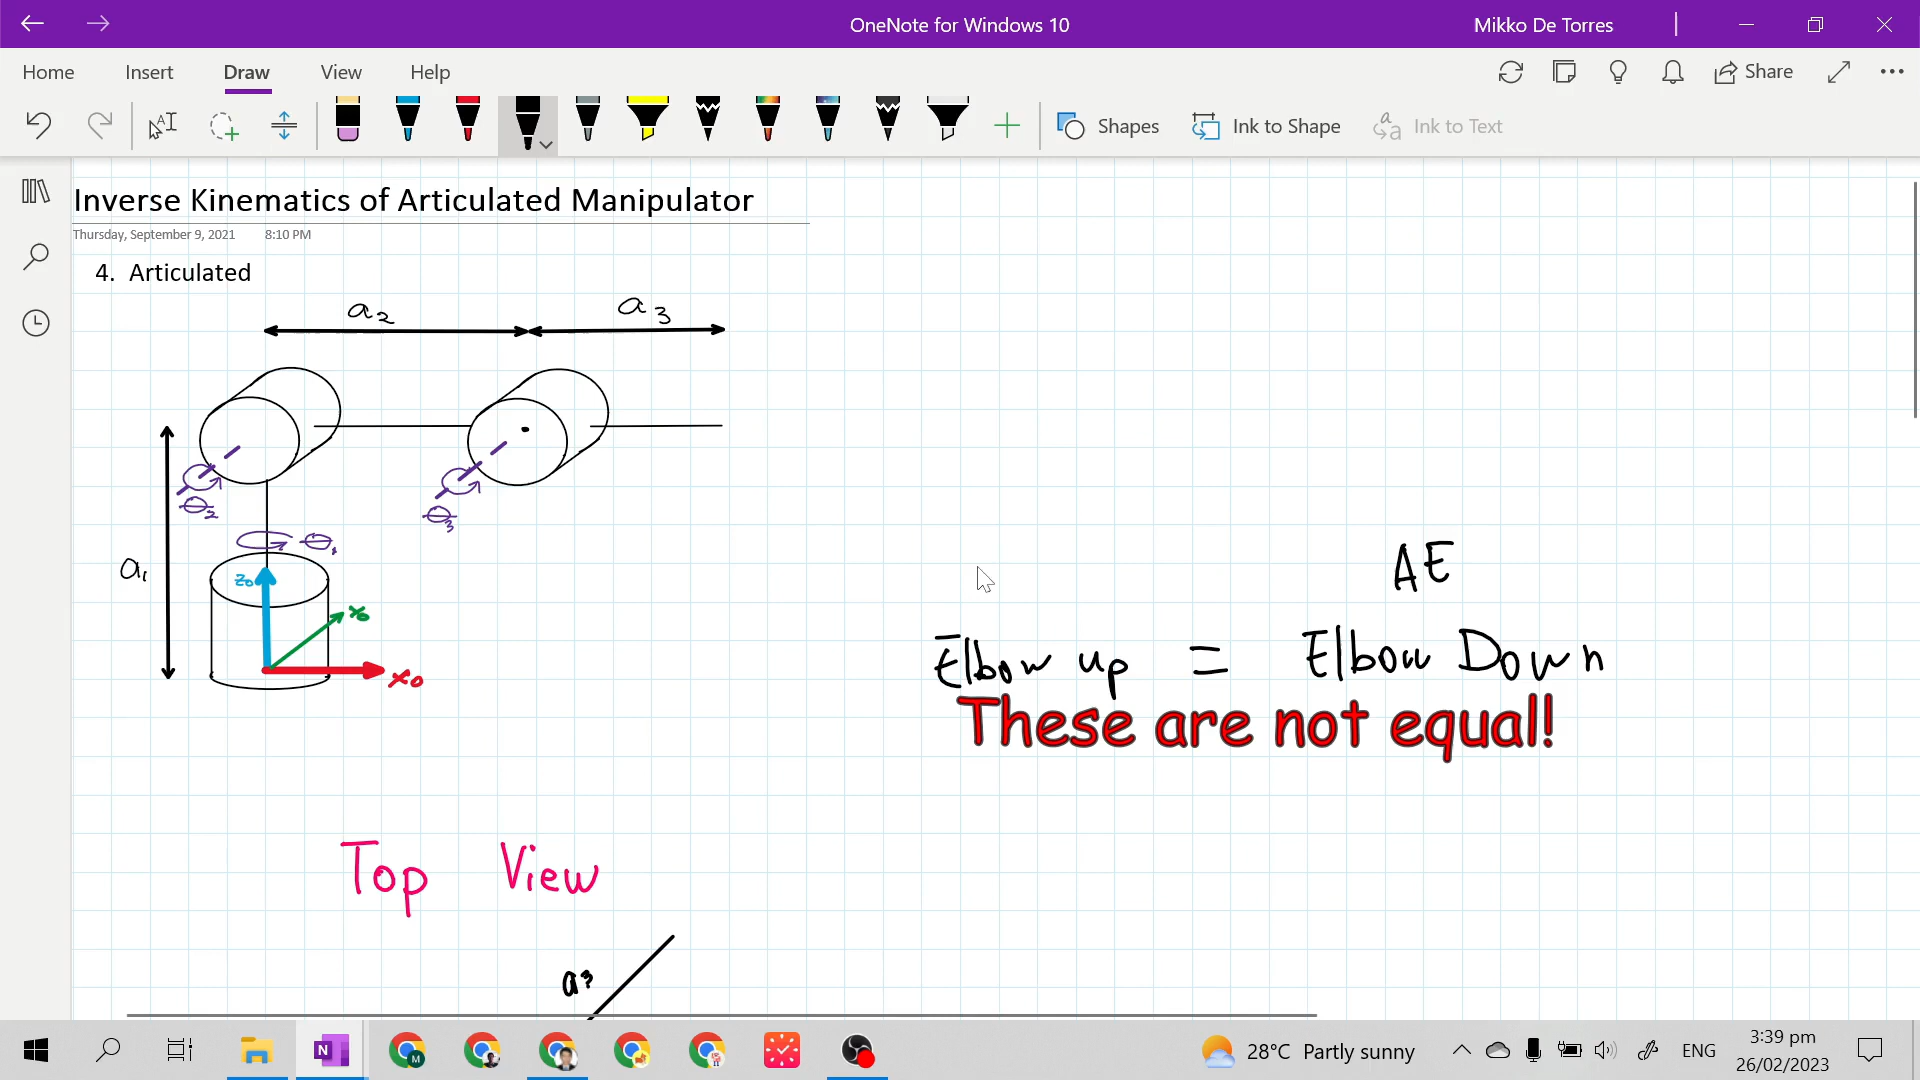 OneNote for Windows 10
Mikko De Torres
Home Insert Draw View Help
Share
Shapes
Ink to Shape
Ink to Text
Inverse Kinematics of Articulated Manipulator
Thursday, September 9, 2021 8:10 PM
4. Articulated
a2
a3
θ2
θ3
θ1
a1
z0
x0
AE
Elbow up = Elbow Down
These are not equal!
Top View
a3
28°C Partly sunny
ENG
3:39 pm
26/02/2023